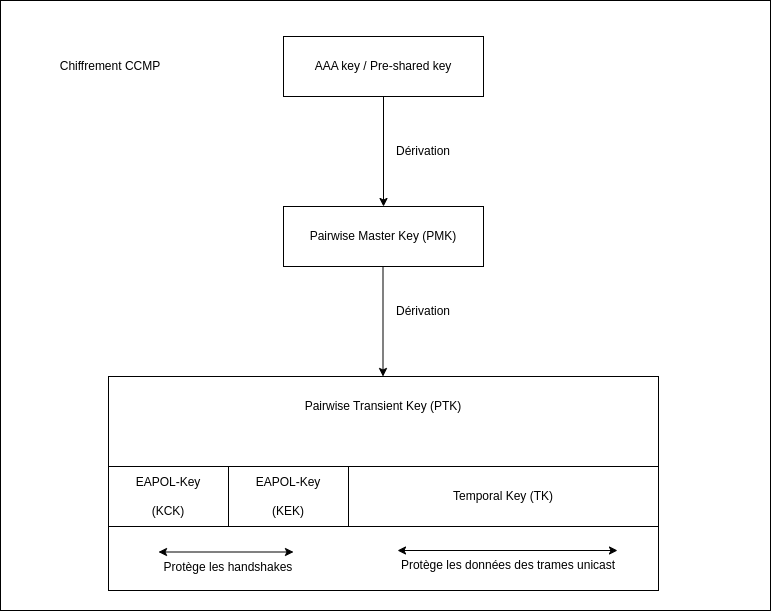 Chiffrement CCMP
AAA key / Pre-shared key
Dérivation
Pairwise Master Key (PMK)
Dérivation
Pairwise Transient Key (PTK)
EAPOL-Key
(KCK)
EAPOL-Key
(KEK)
Temporal Key (TK)
Protège les handshakes
Protège les données des trames unicast